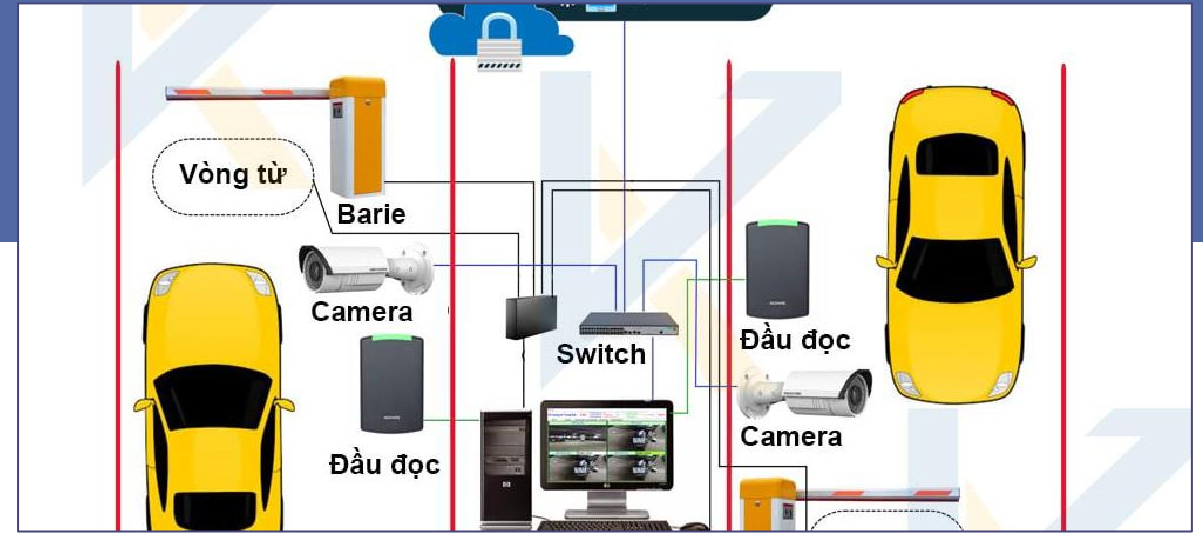 Vòng từ
Barie
Camera
Switch
Đầu đọc
Đầu đọc
Camera